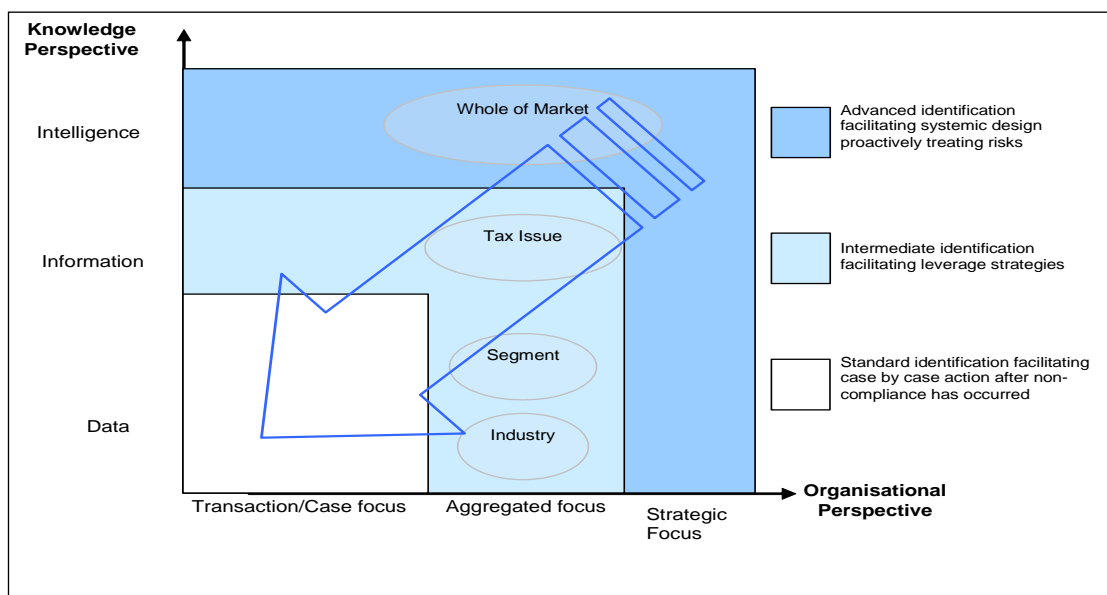 Knowledge
Perspective
Whole of Market
Intelligence
Advanced identification
facilitating systemic design
proactively treating risks
Tax Issue
Information
Intermediate identification
facilitating leverage strategies
Segment
Standard identification facilitating
case by case action after non-
compliance has occurred
Data
Industry
Transaction/Case focus
Aggregated focus
Strategic
Focus
Organisational
Perspective